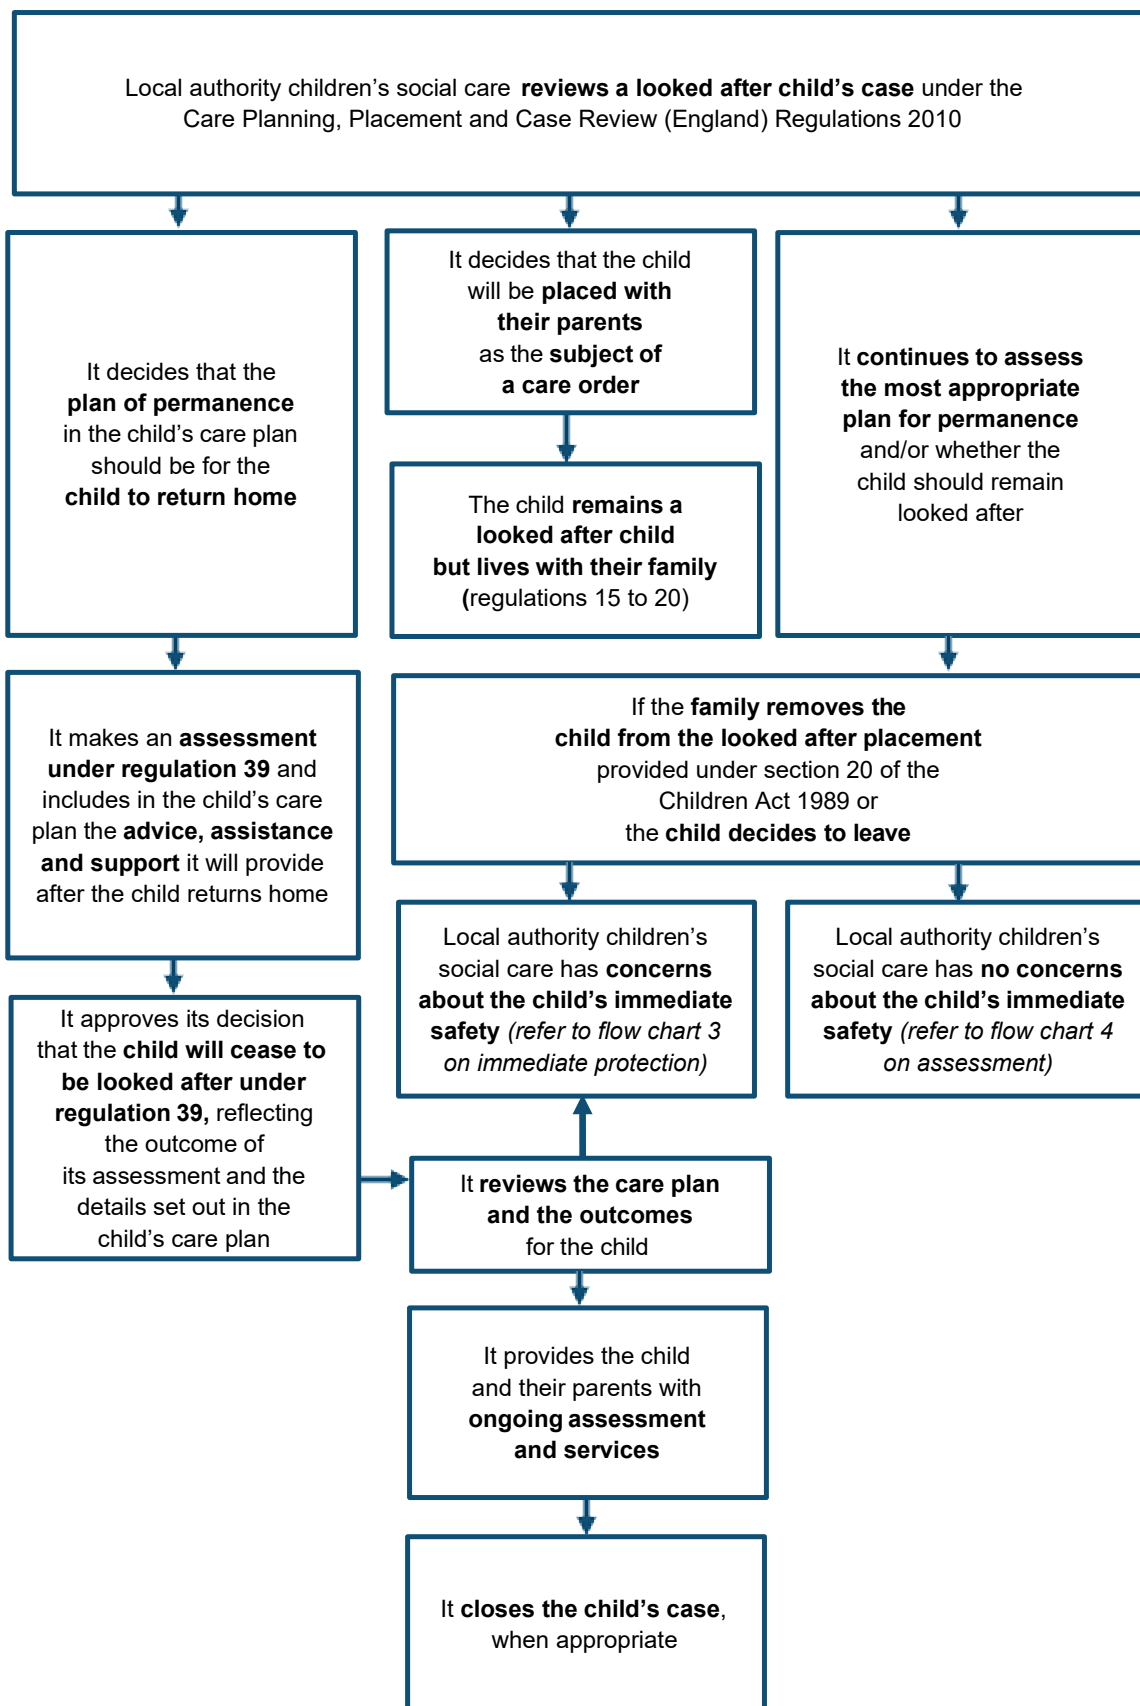 Local authority children’s social care reviews a looked after child’s case under the
Care Planning, Placement and Case Review (England) Regulations 2010
It decides that the
plan of permanence
in the child’s care plan
should be for the
child to return home
It decides that the child
will be placed with
their parents
as the subject of
a care order
It continues to assess
the most appropriate
plan for permanence
and/or whether the
child should remain
looked after
The child remains a
looked after child
but lives with their family
(regulations 15 to 20)
It makes an assessment
under regulation 39 and
includes in the child’s care
plan the advice, assistance
and support it will provide
after the child returns home
If the family removes the
child from the looked after placement
provided under section 20 of the
Children Act 1989 or
the child decides to leave
Local authority children’s
social care has concerns
about the child’s immediate
safety (refer to flow chart 3
on immediate protection)
Local authority children’s
social care has no concerns
about the child’s immediate
safety (refer to flow chart 4
on assessment)
It approves its decision
that the child will cease to
be looked after under
regulation 39, reflecting
the outcome of
its assessment and the
details set out in the
child’s care plan
It reviews the care plan
and the outcomes
for the child
It provides the child
and their parents with
ongoing assessment
and services
It closes the child’s case,
when appropriate